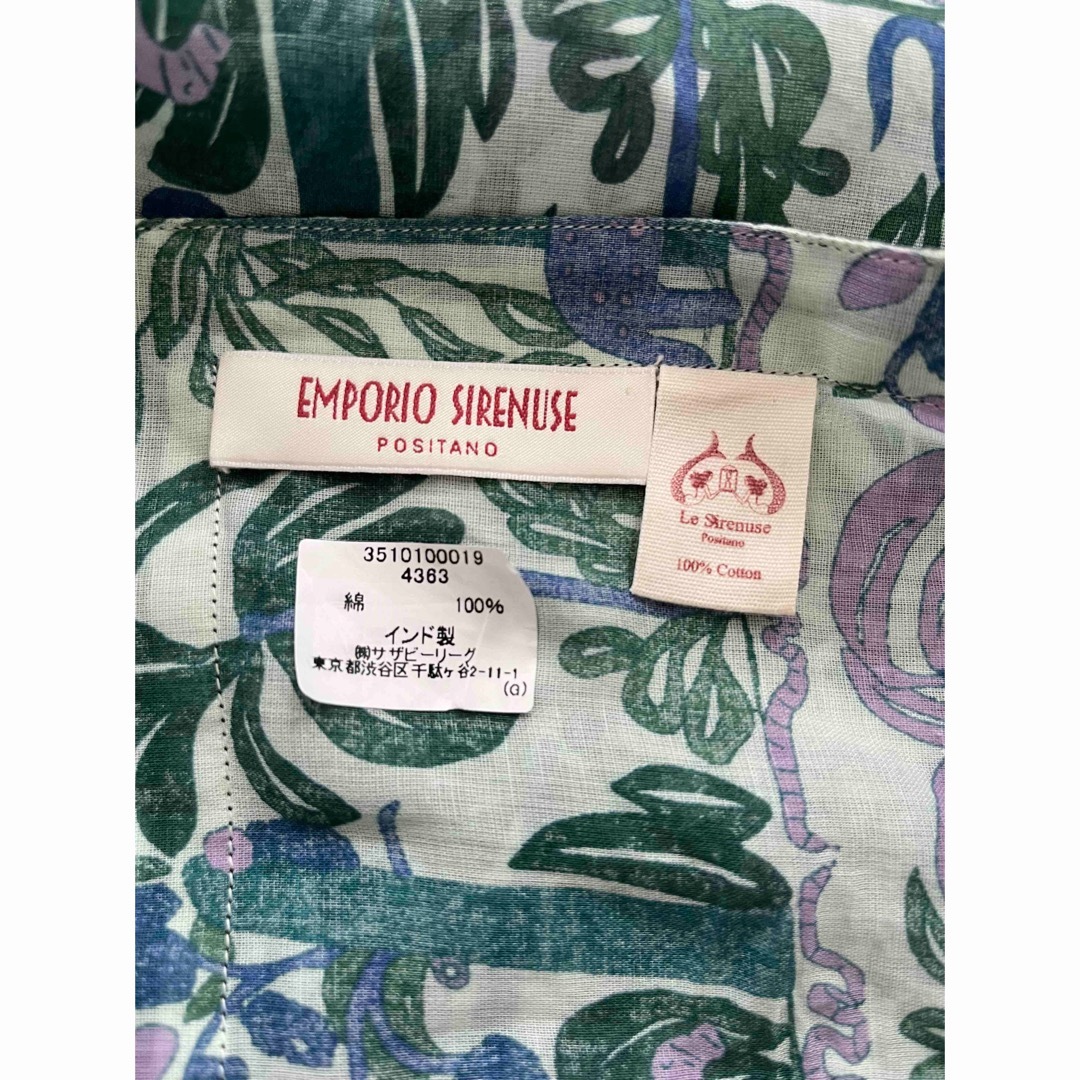 EMPORIO SIRENUSE
POSITANO
Le Sirenuse
Positano
100% Cotton
3510100019
4363
綿 100%
インド製
㈱サザビーリーグ
東京都渋谷区千駄ヶ谷2-11-1
(G)